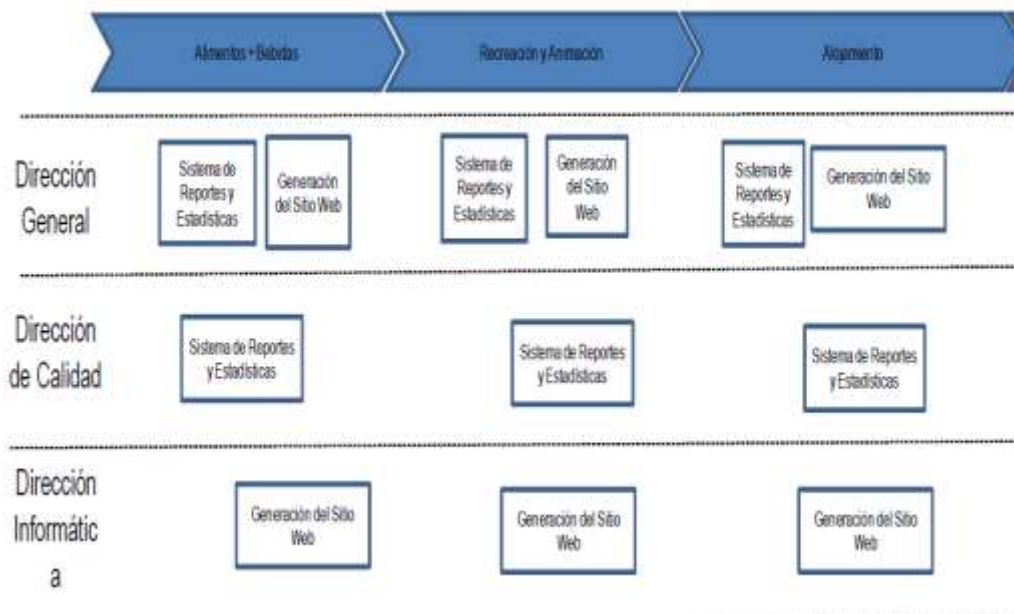 Alimentos + Bebidas
Recreación y Animación
Alojamiento
Dirección
General
Sistema de
Reportes y
Estadísticas
Generación
del Sitio Web
Sistema de
Reportes y
Estadísticas
Generación
del Sitio
Web
Sistema de
Reportes y
Estadísticas
Generación del Sitio
Web
Dirección
de Calidad
Sistema de Reportes
y Estadísticas
Sistema de Reportes
y Estadísticas
Sistema de Reportes
y Estadísticas
Dirección
Informátic
a
Generación del Sitio
Web
Generación del Sitio
Web
Generación del Sitio
Web